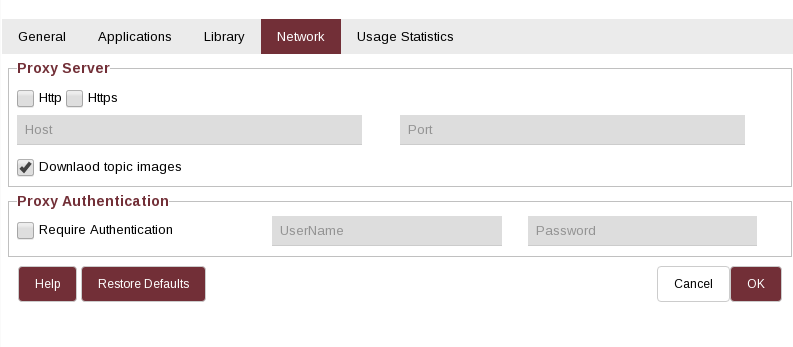 General Applications Library Network Usage Statistics
Proxy Server
Http Https
Host Port
Downlaod topic images
Proxy Authentication
Require Authentication UserName Password
Help Restore Defaults Cancel OK